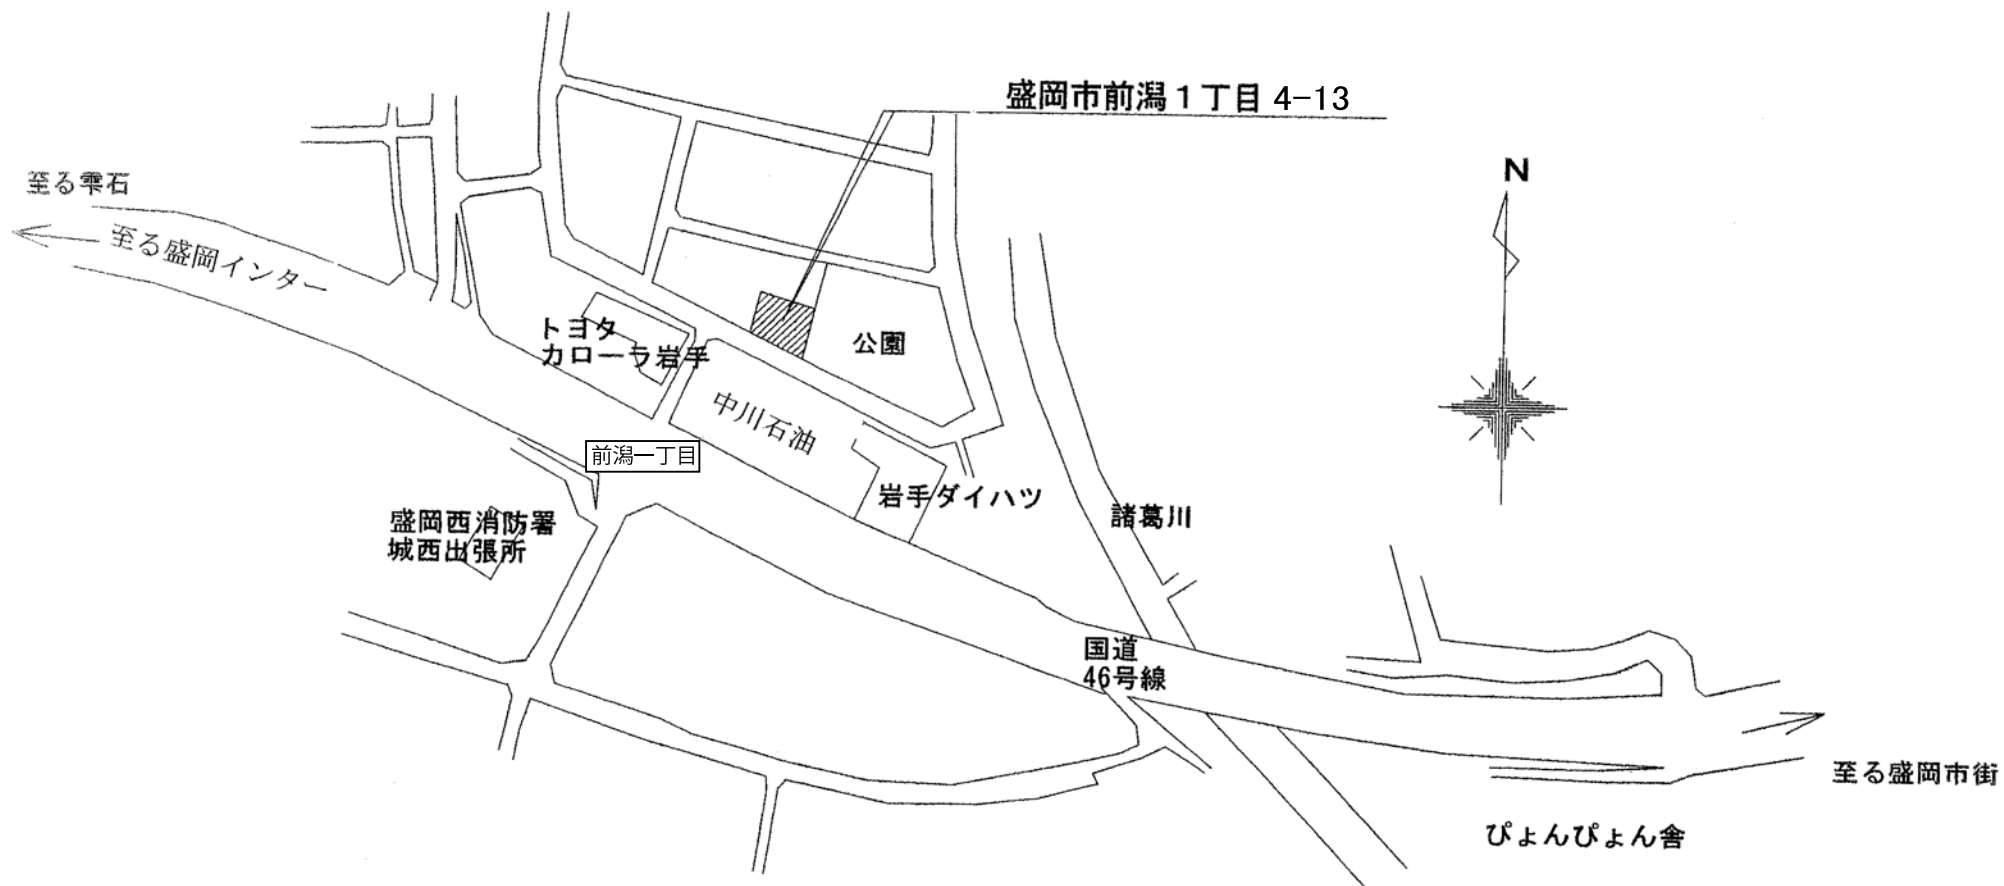 盛岡市前潟１丁目 4−13
N
至る雫石
至る盛岡インター
トヨタ
カローラ岩手
公園
中川石油
前潟一丁目
岩手ダイハツ
盛岡西消防署
城西出張所
諸葛川
国道
46号線
至る盛岡市街
ぴょんぴょん舎